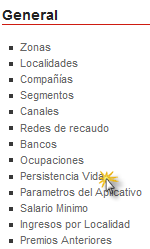 General
Zonas
Localidades
Compañías
Segmentos
Canales
Redes de recaudo
Bancos
Ocupaciones
Persistencia Vida
Parametros del Aplicativo
Salario Minimo
Ingresos por Localidad
Premios Anteriores